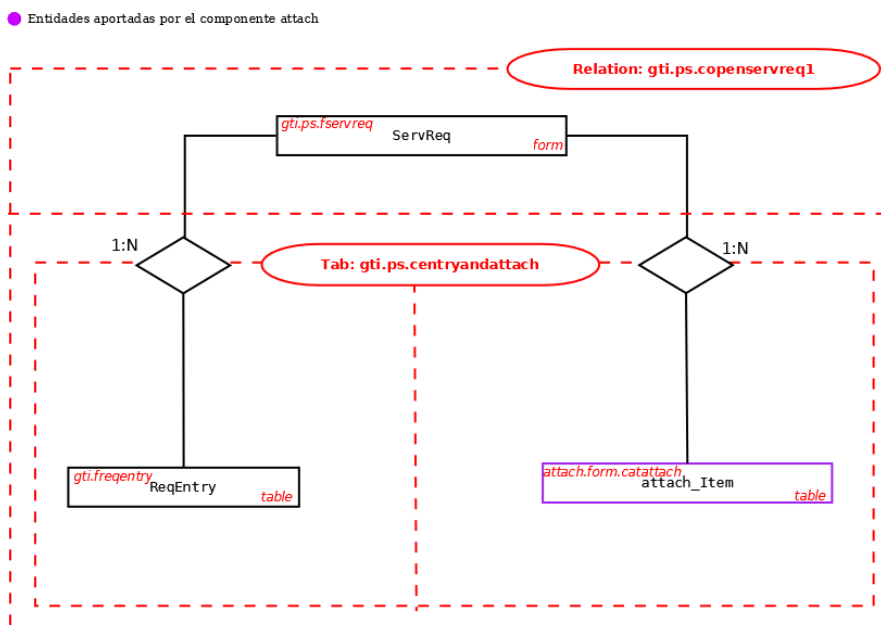 Entidades aportadas por el componente attach
Relation: gti.ps.copenservreq1
gti.ps.fservreq
ServReq
form
1:N
1:N
Tab: gti.ps.centryandattach
gti.freqentry
ReqEntry
table
attach.form.catattach
attach_Item
table